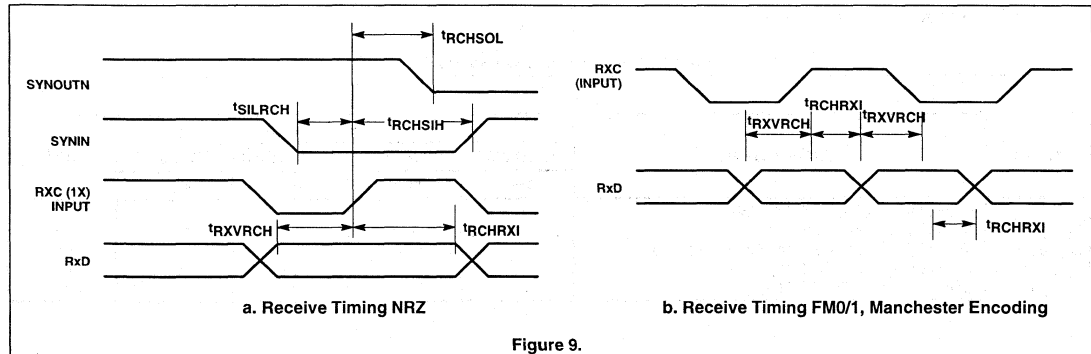 tRCHSOL
SYNOUTN
tSILRCH
tRCHSIH
SYNIN
RXC (1X)
INPUT
tRXVRCH
tRCHRXI
RxD
a. Receive Timing NRZ
RXC
(INPUT)
tRCHRXI
tRXVRCH
tRXVRCH
RxD
tRCHRXI
b. Receive Timing FM0/1, Manchester Encoding
Figure 9.